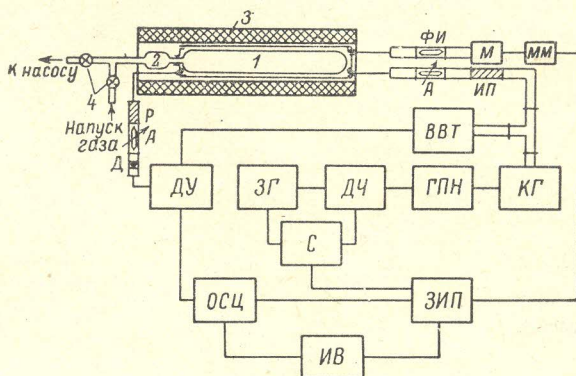 3
ФИ
М
ММ
К насосу
4
2
1
А
ИП
Напуск
газа
Р
А
Д
ВВТ
ДУ
ЗГ
ДЧ
ГПН
КГ
С
ОСЦ
ЗИП
ИВ